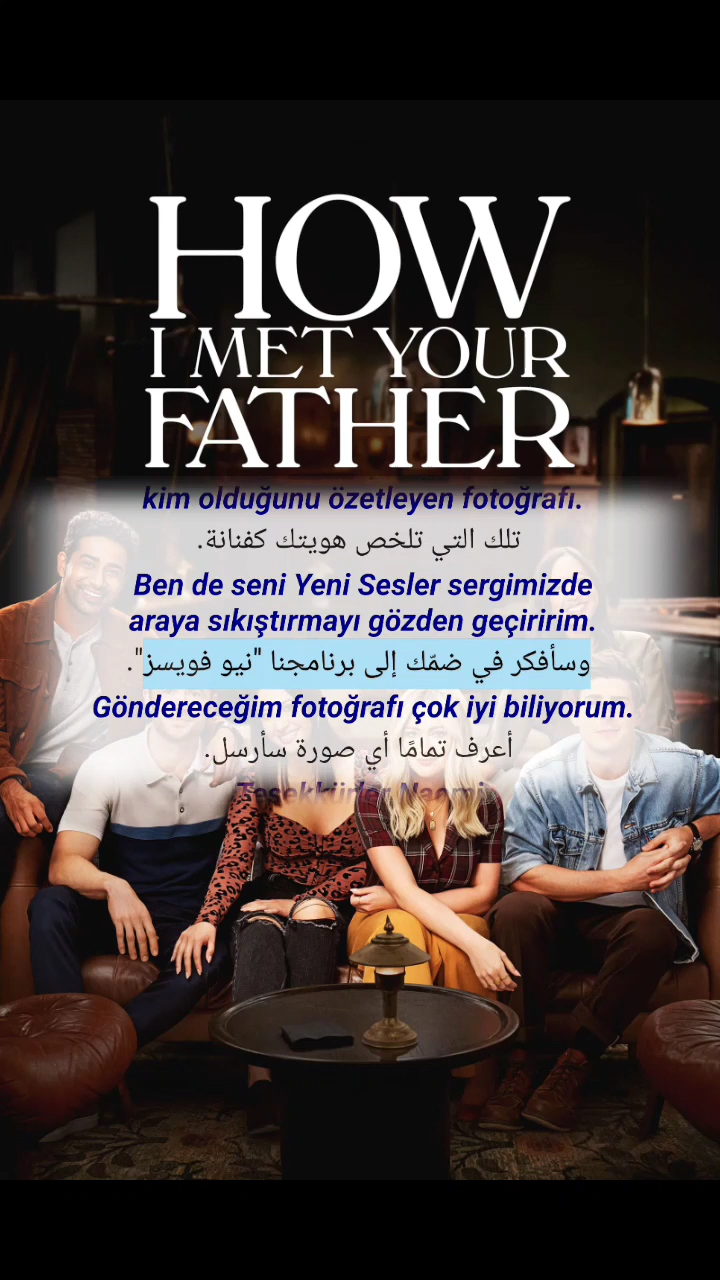 HOW
I MET YOUR
FATHER
kim olduğunu özetleyen fotoğrafı.
تلك التي تلخص هويتك كفنانة.
Ben de seni Yeni Sesler sergimizde
araya sıkıştırmayı gözden geçiririm.
وسأفكر في ضمّك إلى برنامجنا "نيو فويسز".
Göndereceğim fotoğrafı çok iyi biliyorum.
أعرف تمامًا أي صورة سأرسل.
Teşekkürler Naomi